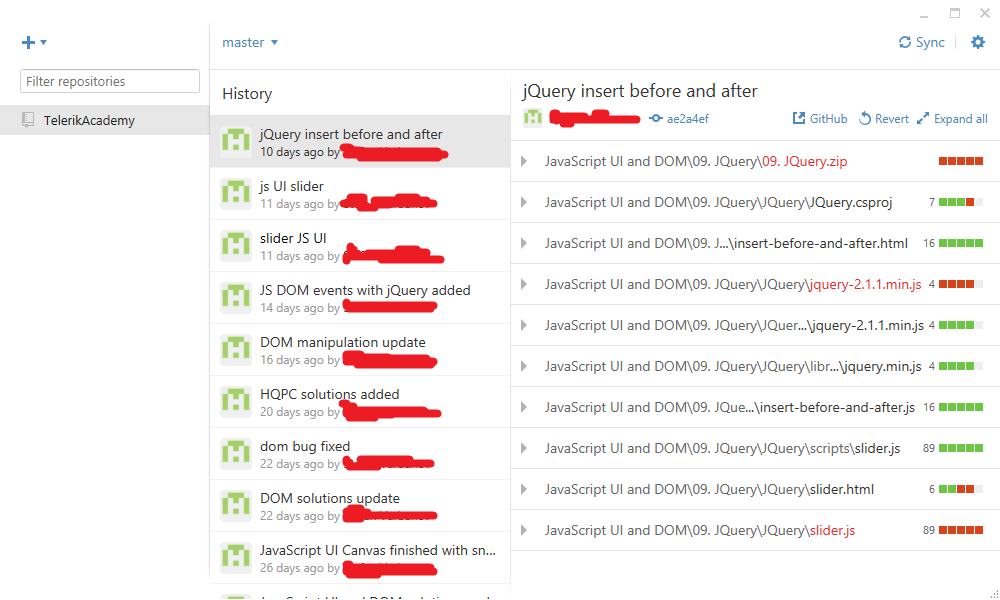 master
Sync
Filter repositories
TelerikAcademy
History
jQuery insert before and after
10 days ago by
js UI slider
11 days ago by
slider JS UI
11 days ago by
JS DOM events with jQuery added
14 days ago by
DOM manipulation update
16 days ago by
HQPC solutions added
20 days ago by
dom bug fixed
22 days ago by
DOM solutions update
22 days ago by
JavaScript UI Canvas finished with sn...
26 days ago by
jQuery insert before and after
ae2a4ef
GitHub
Revert
Expand all
JavaScript UI and DOM\09. JQuery\09. JQuery.zip
JavaScript UI and DOM\09. JQuery\JQuery\JQuery.csproj 7
JavaScript UI and DOM\09. J...\insert-before-and-after.html 16
JavaScript UI and DOM\09. JQuery\JQuery\jquery-2.1.1.min.js 4
JavaScript UI and DOM\09. JQuery\JQuer...\jquery-2.1.1.min.js 4
JavaScript UI and DOM\09. JQuery\JQuery\libr...\jquery.min.js 4
JavaScript UI and DOM\09. JQue...\insert-before-and-after.js 16
JavaScript UI and DOM\09. JQuery\JQuery\scripts\slider.js 89
JavaScript UI and DOM\09. JQuery\JQuery\slider.html 6
JavaScript UI and DOM\09. JQuery\JQuery\slider.js 89